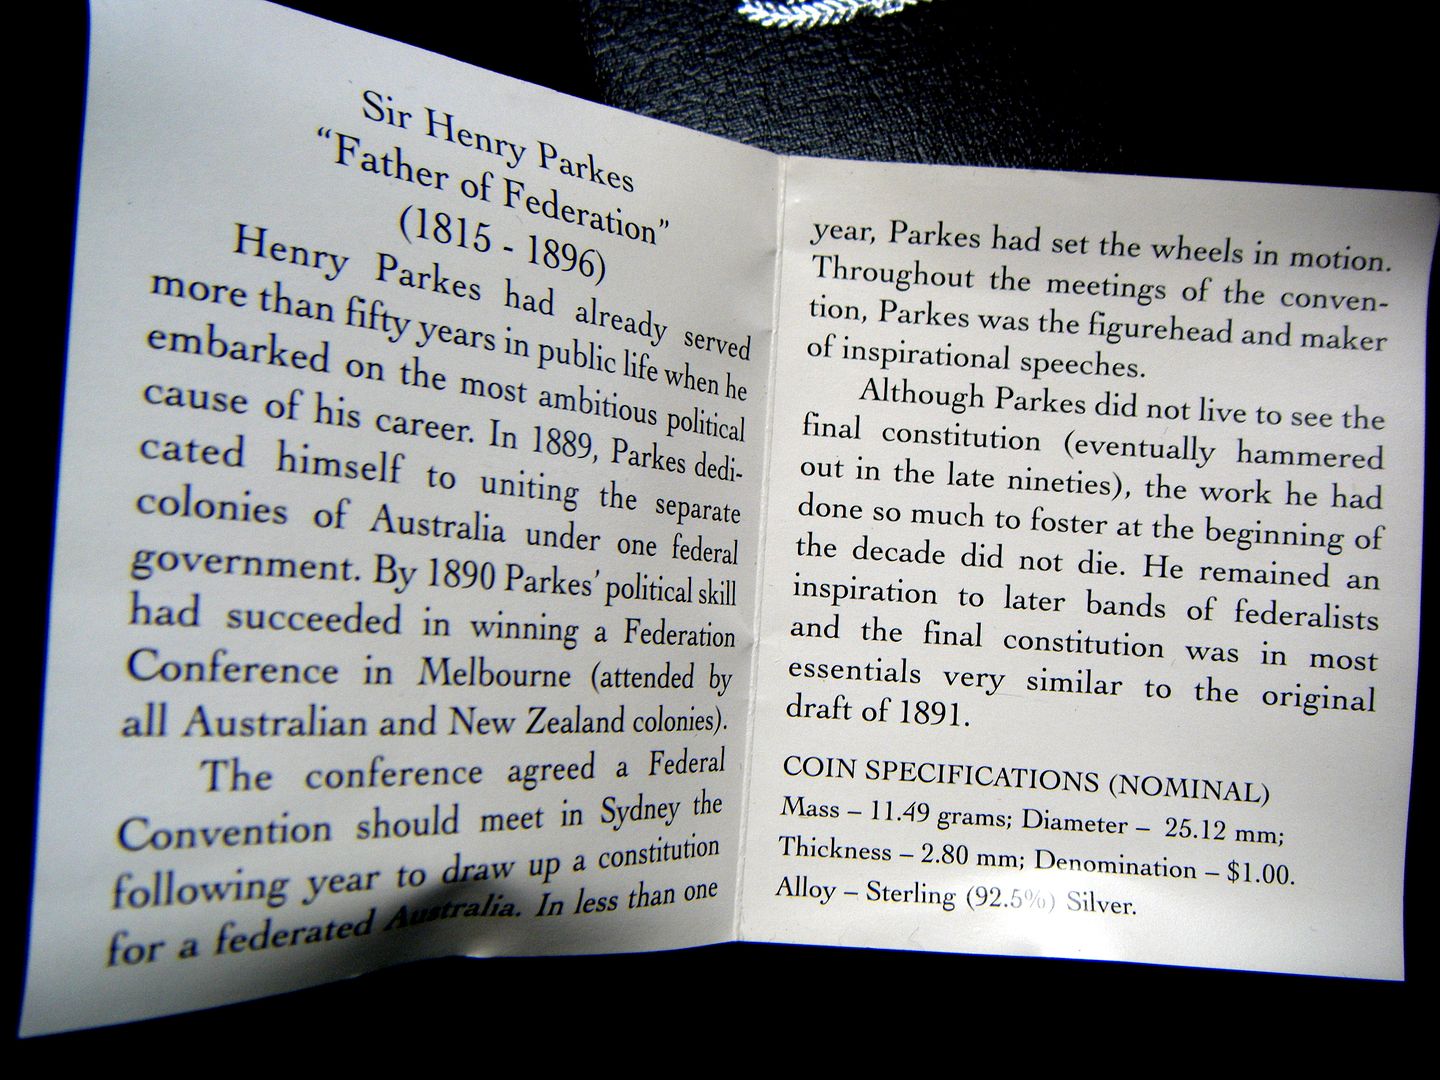 Sir Henry Parkes
“Father of Federation”
(1815 - 1896)
Henry Parkes had already served
more than fifty years in public life when he
embarked on the most ambitious political
cause of his career. In 1889, Parkes dedi-
cated himself to uniting the separate
colonies of Australia under one federal
government. By 1890 Parkes’ political skill
had succeeded in winning a Federation
Conference in Melbourne (attended by
all Australian and New Zealand colonies).
The conference agreed a Federal
Convention should meet in Sydney the
following year to draw up a constitution
for a federated Australia. In less than one
year, Parkes had set the wheels in motion.
Throughout the meetings of the conven-
tion, Parkes was the figurehead and maker
of inspirational speeches.
Although Parkes did not live to see the
final constitution (eventually hammered
out in the late nineties), the work he had
done so much to foster at the beginning of
the decade did not die. He remained an
inspiration to later bands of federalists
and the final constitution was in most
essentials very similar to the original
draft of 1891.
COIN SPECIFICATIONS (NOMINAL)
Mass – 11.49 grams; Diameter – 25.12 mm;
Thickness – 2.80 mm; Denomination – $1.00.
Alloy – Sterling (92.5%) Silver.